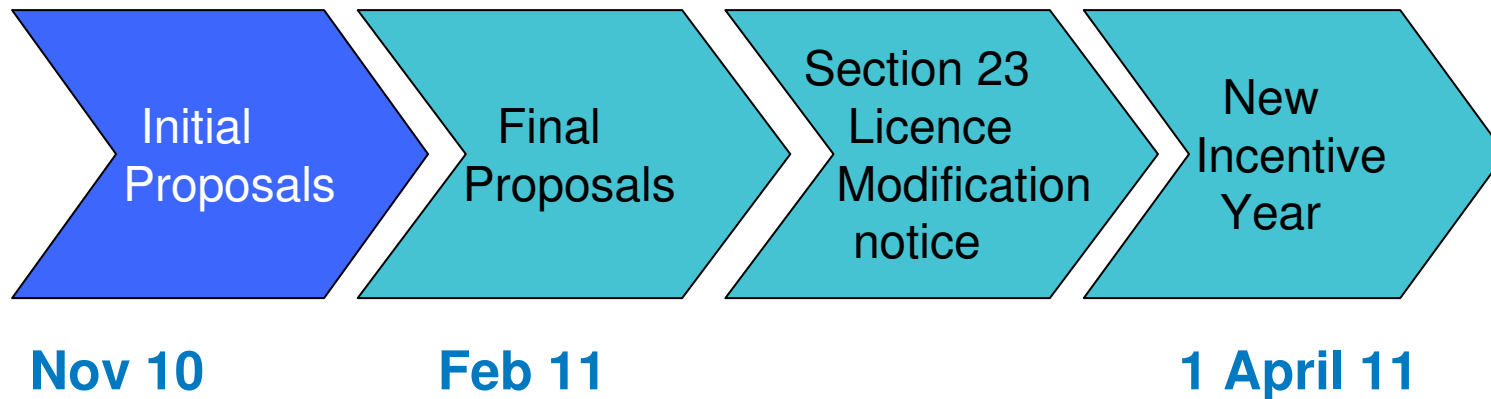 Initial
Proposals
Final
Proposals
Section 23
Licence
Modification
notice
New
Incentive
Year
Nov 10
Feb 11
1 April 11